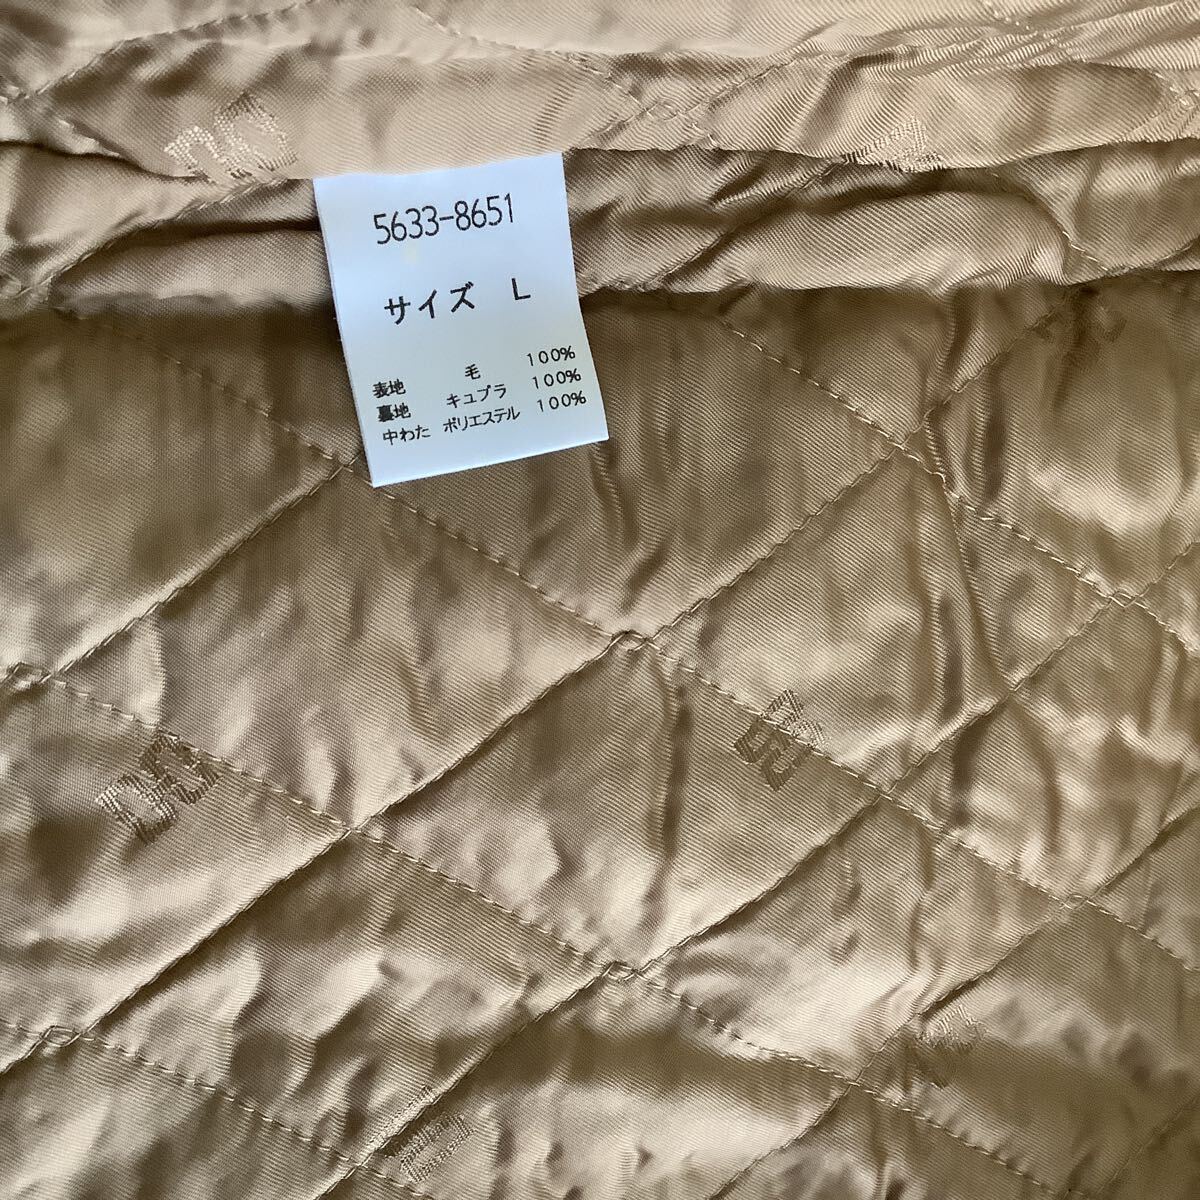 5633-8651
サイズ L
表地 毛 100%
裏地 キュプラ 100%
中わた ポリエステル 100%